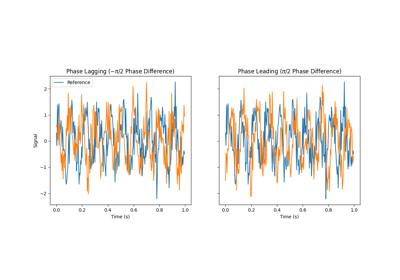 Phase Lagging (−π/2 Phase Difference)
Reference
2
1
0
−1
−2
Signal
0.0 0.2 0.4 0.6 0.8 1.0
Time (s)
Phase Leading (π/2 Phase Difference)
0.0 0.2 0.4 0.6 0.8 1.0
Time (s)